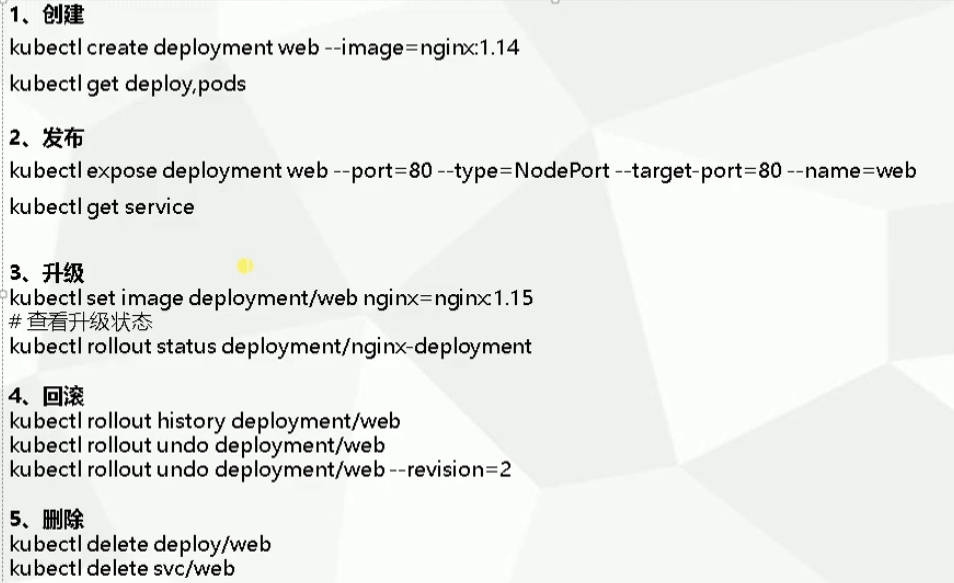 1、创建
kubectl create deployment web --image=nginx:1.14
kubectl get deploy,pods
2、发布
kubectl expose deployment web --port=80 --type=NodePort --target-port=80 --name=web
kubectl get service
3、升级
kubectl set image deployment/web nginx=nginx:1.15
# 查看升级状态
kubectl rollout status deployment/nginx-deployment
4、回滚
kubectl rollout history deployment/web
kubectl rollout undo deployment/web
kubectl rollout undo deployment/web --revision=2
5、删除
kubectl delete deploy/web
kubectl delete svc/web